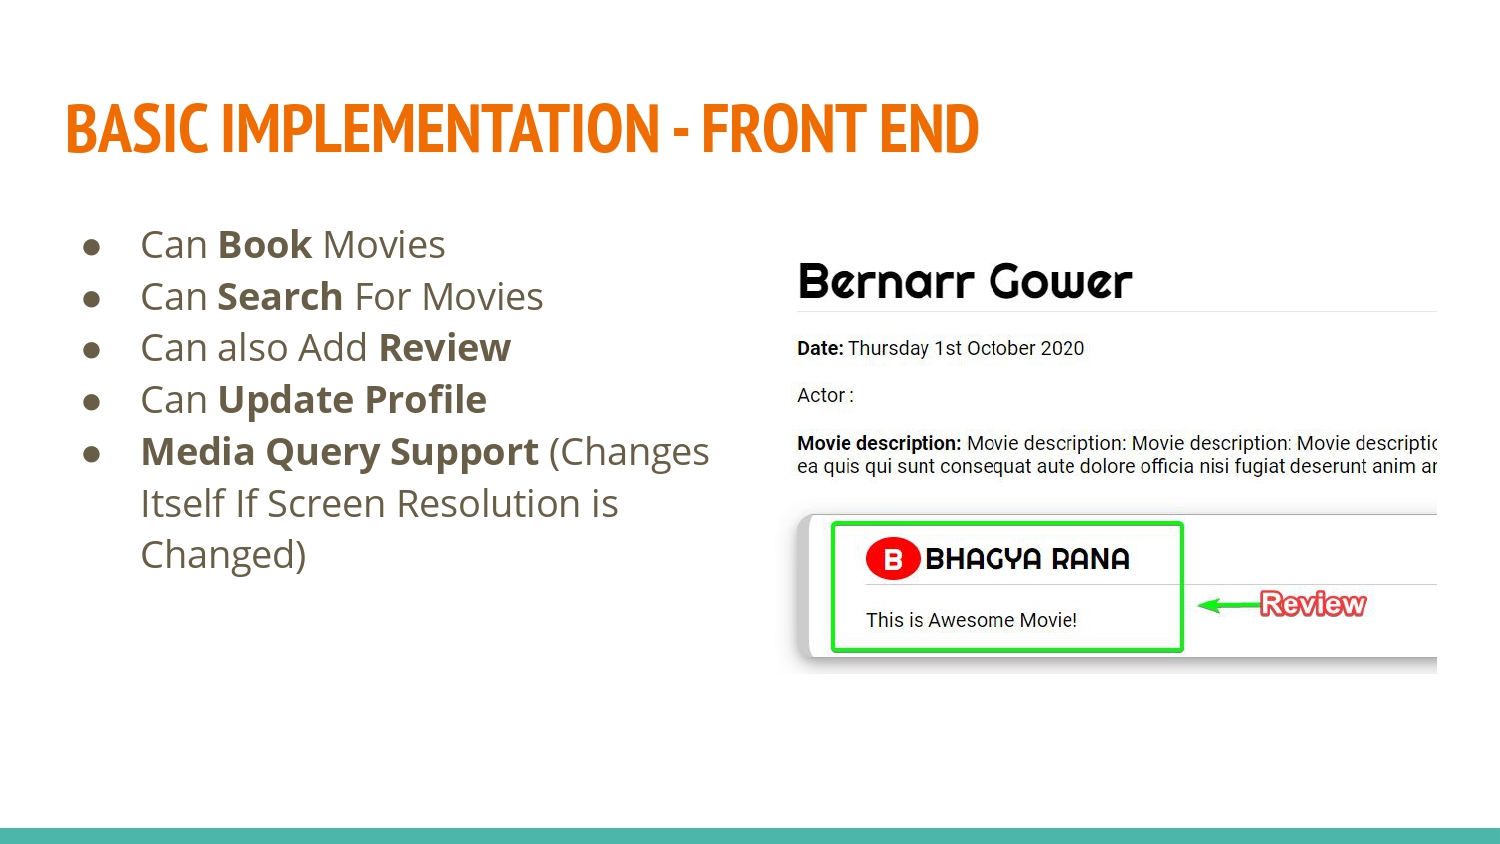 BASIC IMPLEMENTATION - FRONT END
● Can Book Movies
● Can Search For Movies
● Can also Add Review
● Can Update Profile
● Media Query Support (Changes
Itself If Screen Resolution is
Changed)
Bernarr Gower
Date: Thursday 1st October 2020
Actor :
Movie description: Movie description: Movie description: Movie descriptic
ea quis qui sunt consequat aute dolore officia nisi fugiat deserunt anim
B BHAGYA RANA
Review
This is Awesome Movie!